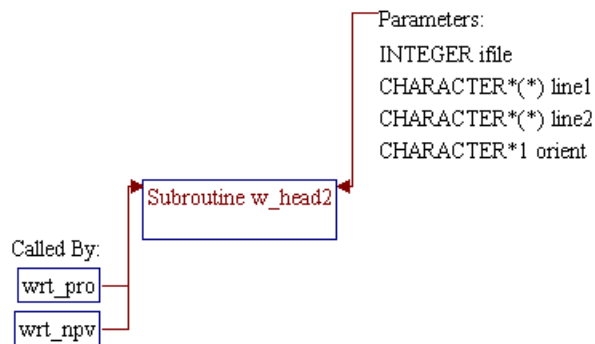 Parameters:
INTEGER ifile
CHARACTER*(*) line1
CHARACTER*(*) line2
CHARACTER*1 orient
Subroutine w_head2
Called By:
wrt_pro
wrt_npv